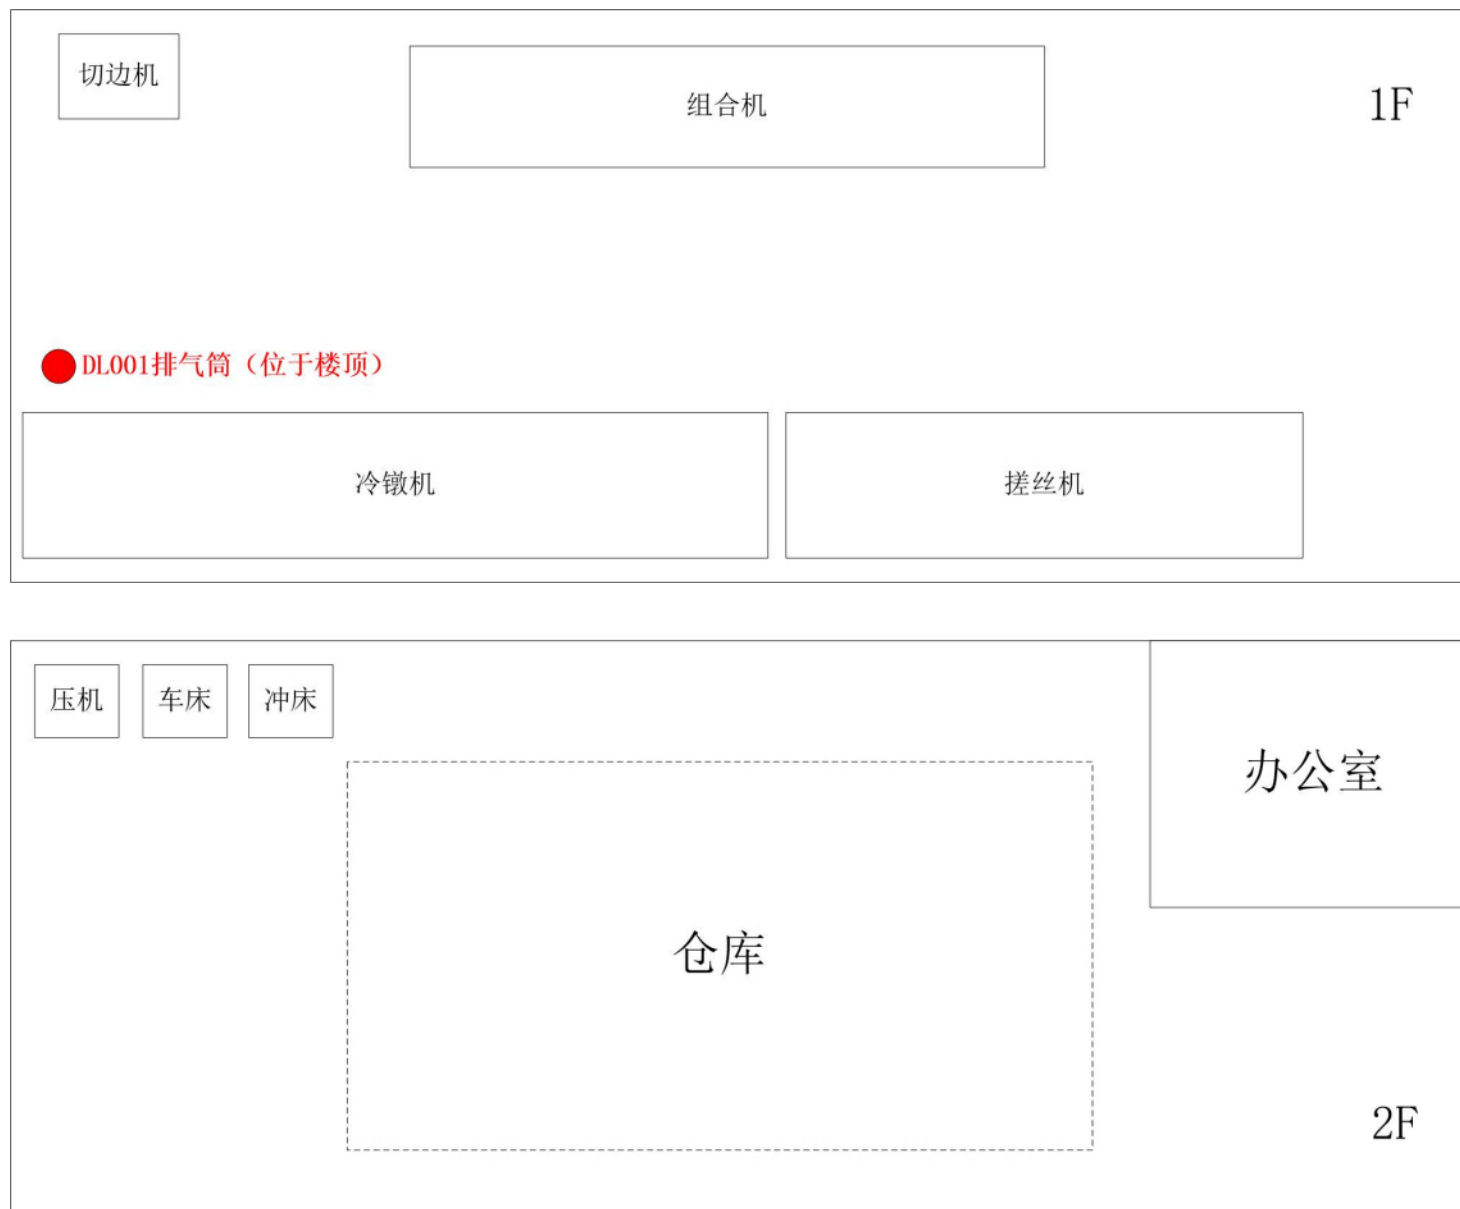 切边机
组合机
1F
DL001排气筒（位于楼顶）
冷镦机
搓丝机
压机
车床
冲床
办公室
仓库
2F